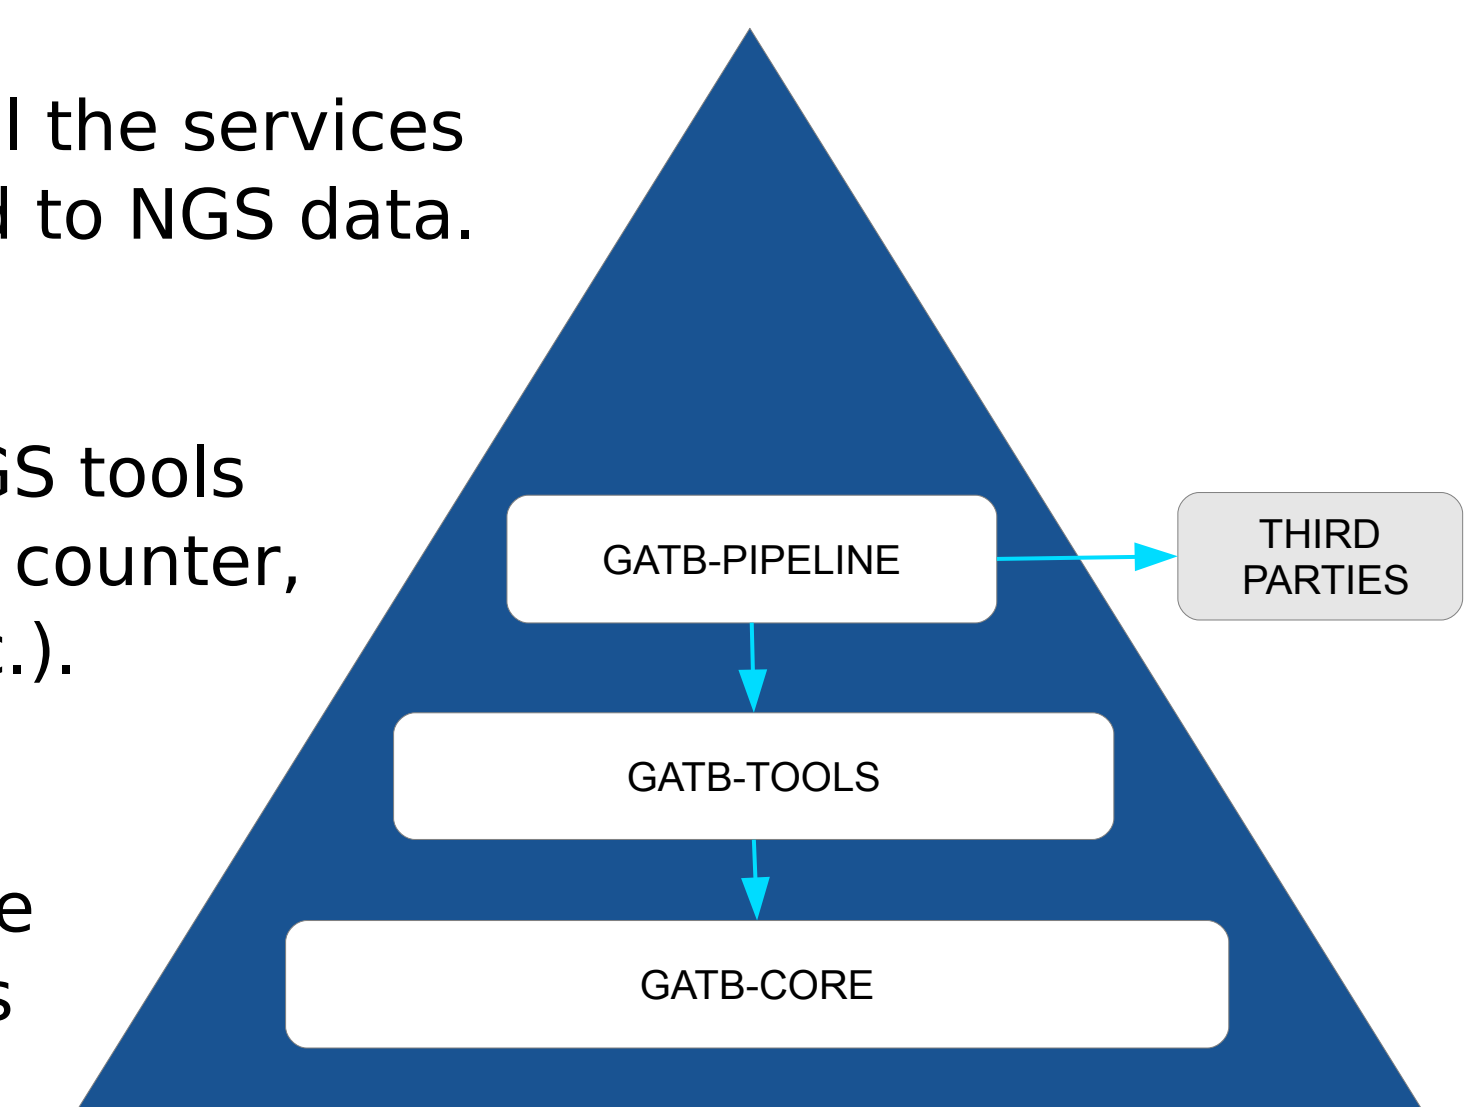 l the services
d to NGS data.
GS tools
counter,
c.).
e
s
GATB-PIPELINE
THIRD
PARTIES
GATB-TOOLS
GATB-CORE